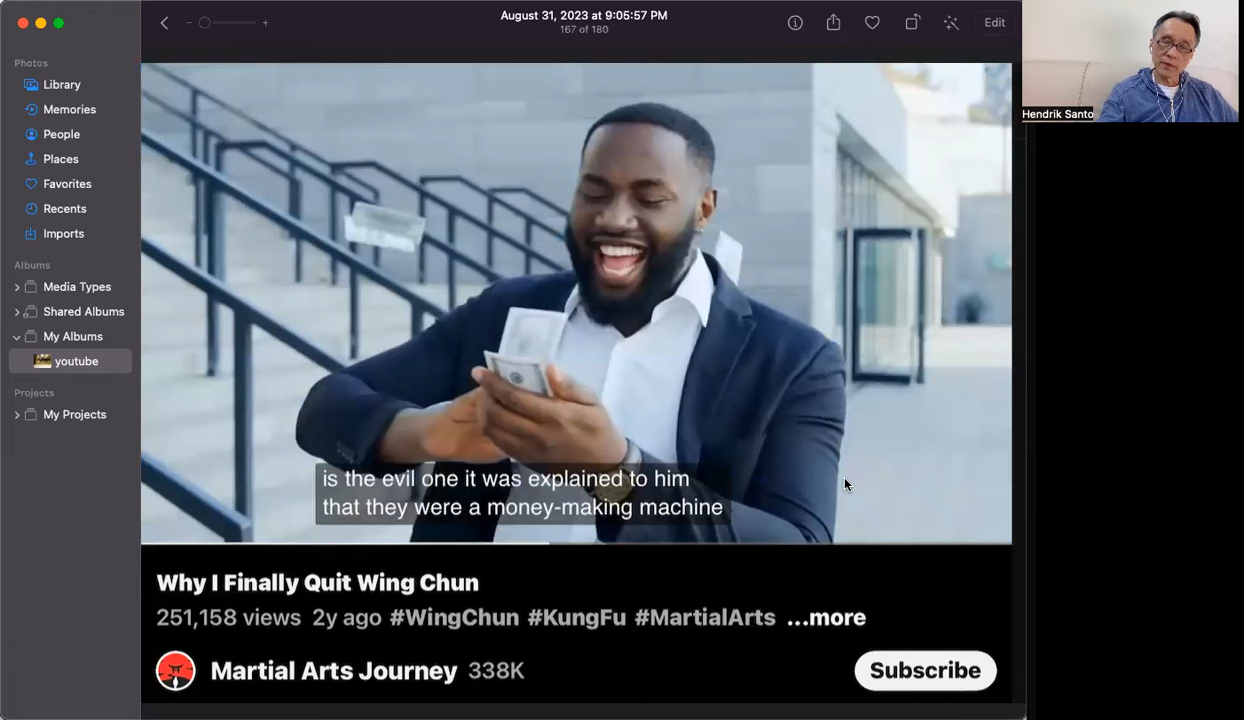 August 31, 2023 at 9:05:57 PM
167 of 180
Edit
Photos
Library
Memories
People
Places
Favorites
Recents
Imports
Albums
Media Types
Shared Albums
My Albums
youtube
Projects
My Projects
Hendrik Santo
is the evil one it was explained to him
that they were a money-making machine
Why I Finally Quit Wing Chun
251,158 views 2y ago #WingChun #KungFu #MartialArts ...more
Martial Arts Journey 338K
Subscribe